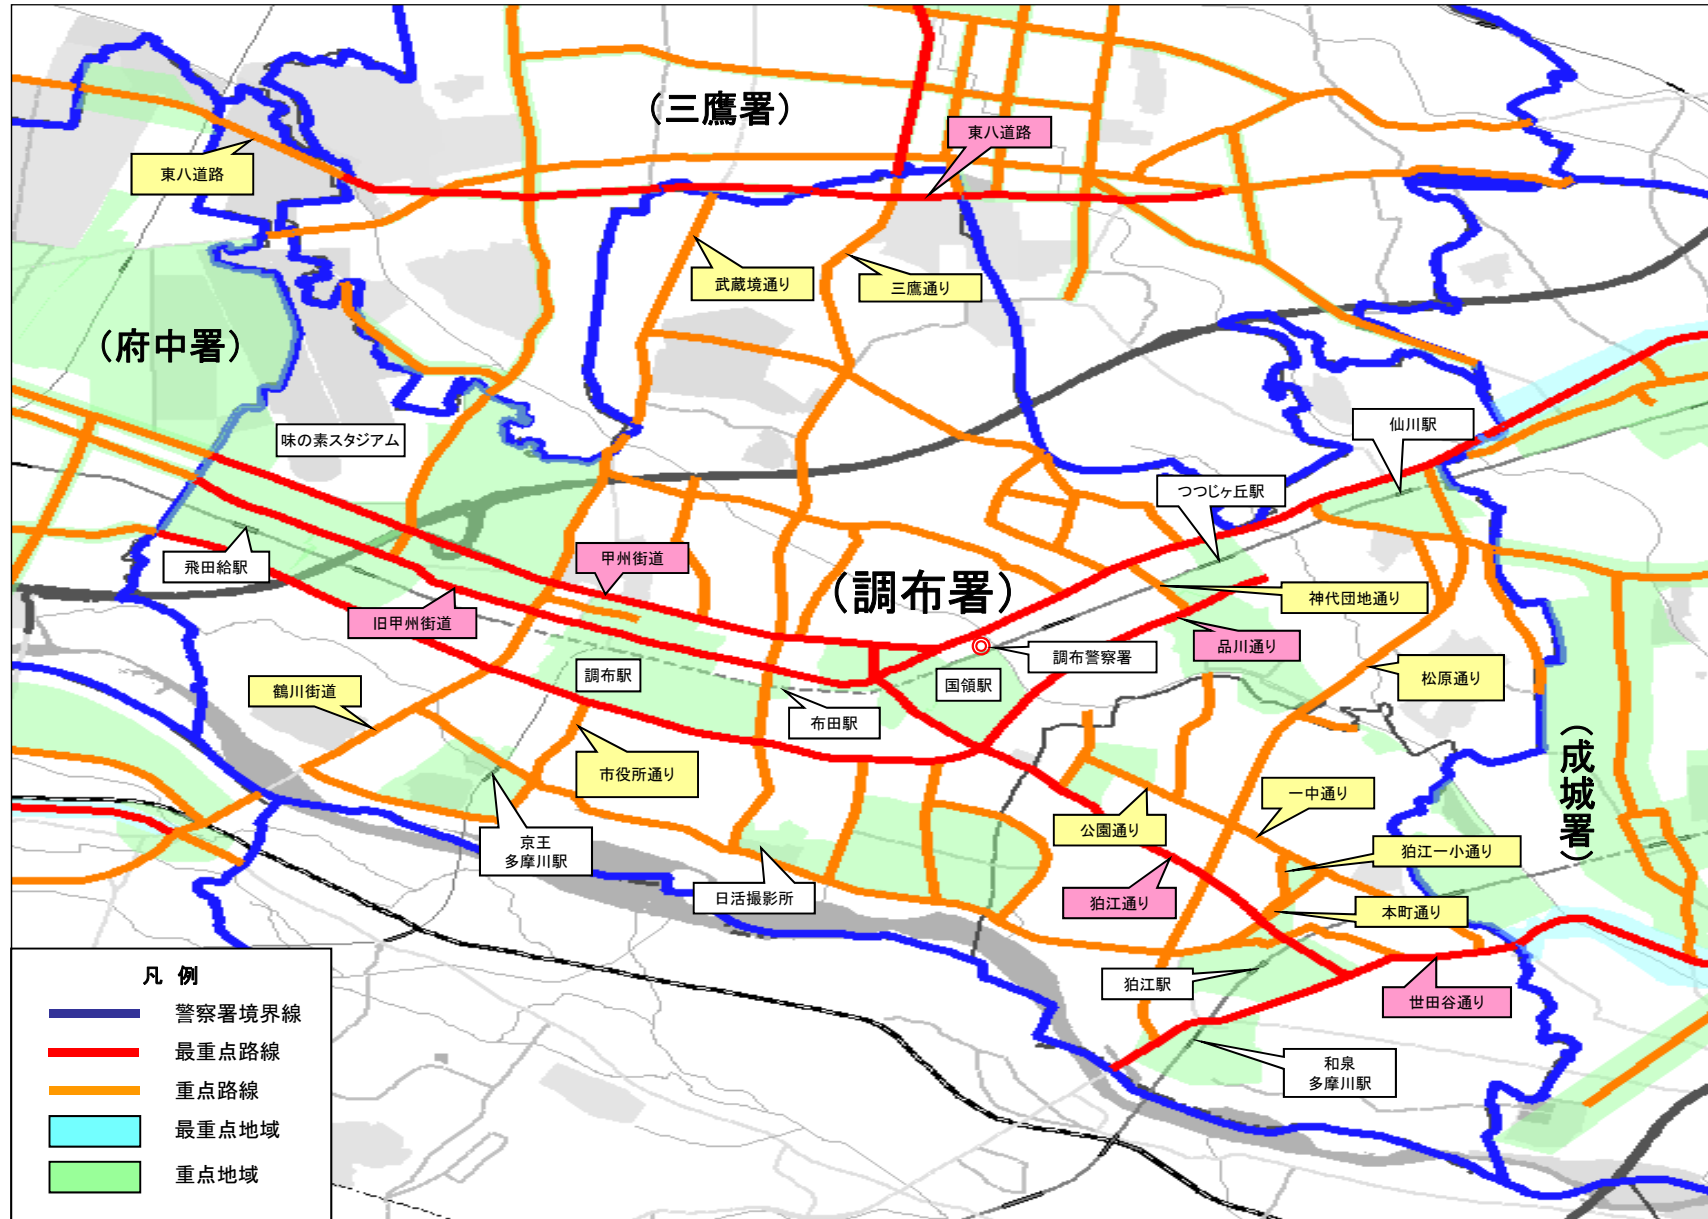 (三鷹署)
東八道路
東八道路
武蔵境通り
三鷹通り
(府中署)
味の素スタジアム
仙川駅
つつじヶ丘駅
飛田給駅
甲州街道
(調布署)
神代団地通り
旧甲州街道
品川通り
調布警察署
調布駅
国領駅
松原通り
鶴川街道
布田駅
(成城署)
市役所通り
一中通り
公園通り
京王
多摩川駅
狛江一小通り
日活撮影所
狛江通り
本町通り
狛江駅
世田谷通り
和泉
多摩川駅
凡 例
警察署境界線
最重点路線
重点路線
最重点地域
重点地域